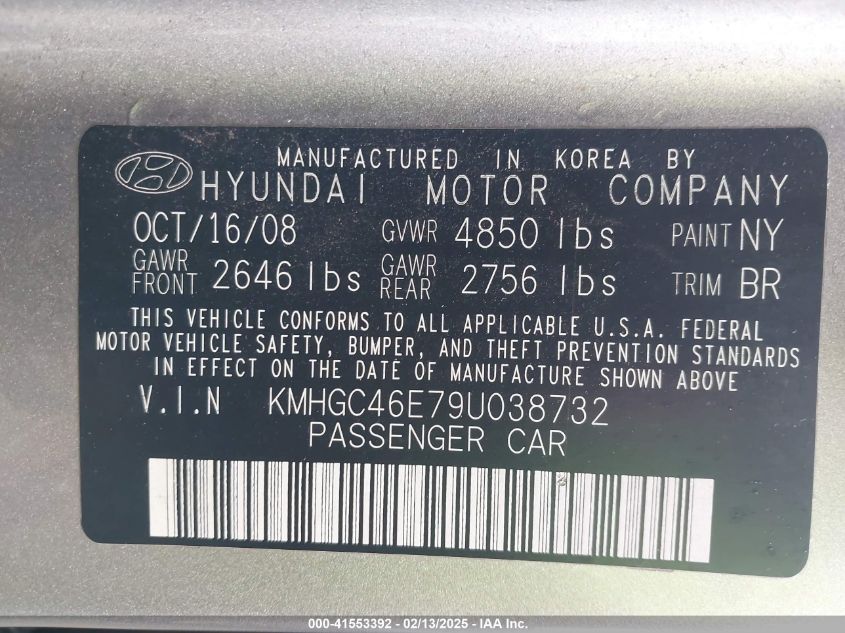 MANUFACTURED IN KOREA BY
HYUNDAI MOTOR COMPANY
OCT/16/08 GVWR 4850 lbs PAINT NY
GAWR FRONT 2646 lbs GAWR REAR 2756 lbs TRIM BR
THIS VEHICLE CONFORMS TO ALL APPLICABLE U.S.A. FEDERAL
MOTOR VEHICLE SAFETY, BUMPER, AND THEFT PREVENTION STANDARDS
IN EFFECT ON THE DATE OF MANUFACTURE SHOWN ABOVE
V.I.N KMHGC46E79U038732
PASSENGER CAR
000-41553392 - 02/13/2025 - IAA Inc.